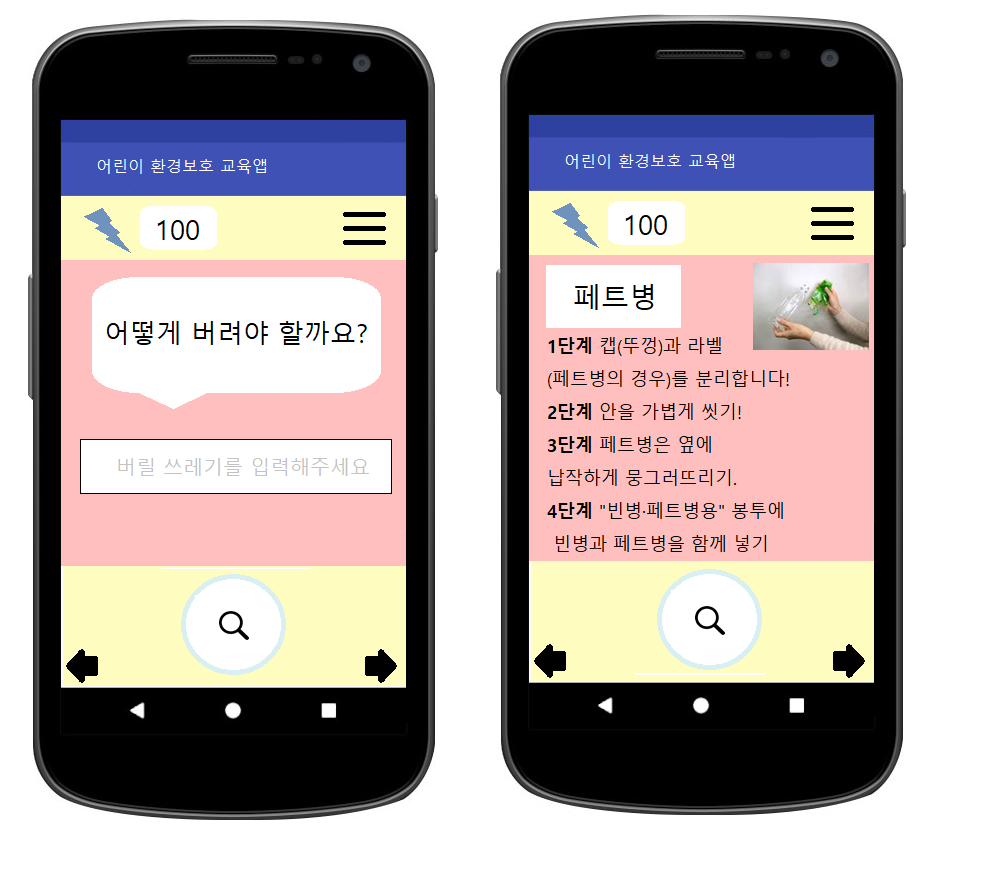 어린이 환경보호 교육앱
100
어떻게 버려야 할까요?
버릴 쓰레기를 입력해주세요
어린이 환경보호 교육앱
100
페트병
1단계 캡(뚜껑)과 라벨
(페트병의 경우)를 분리합니다!
2단계 안을 가볍게 씻기!
3단계 페트병은 옆에
납작하게 뭉그러뜨리기.
4단계 "빈병·페트병용" 봉투에
빈병과 페트병을 함께 넣기